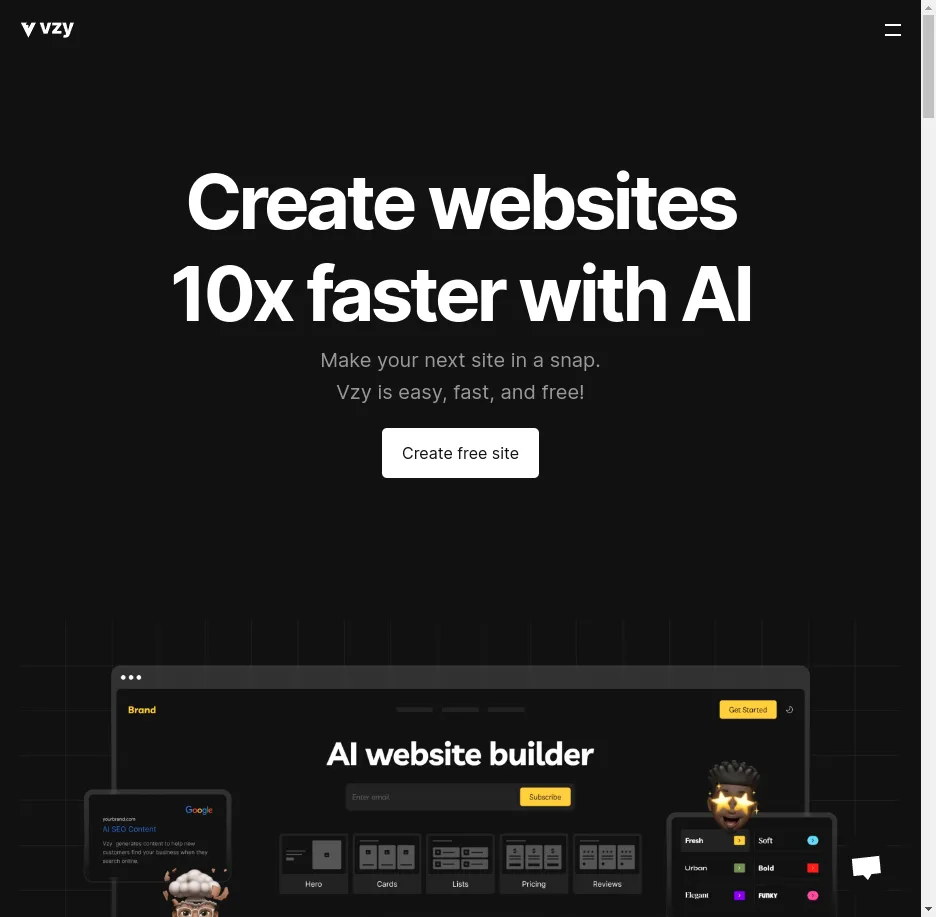 vzy
Create websites
10x faster with AI
Make your next site in a snap.
Vzy is easy, fast, and free!
Create free site
Brand
Get Started
AI website builder
Enter email
Subscribe
Google
yourbrand.com
AI SEO Content
Vzy generates content to help new
customers find your business when they
search online.
Hero
Cards
Lists
Pricing
Reviews
Fresh
Soft
Urban
Bold
Elegant
FUNKY